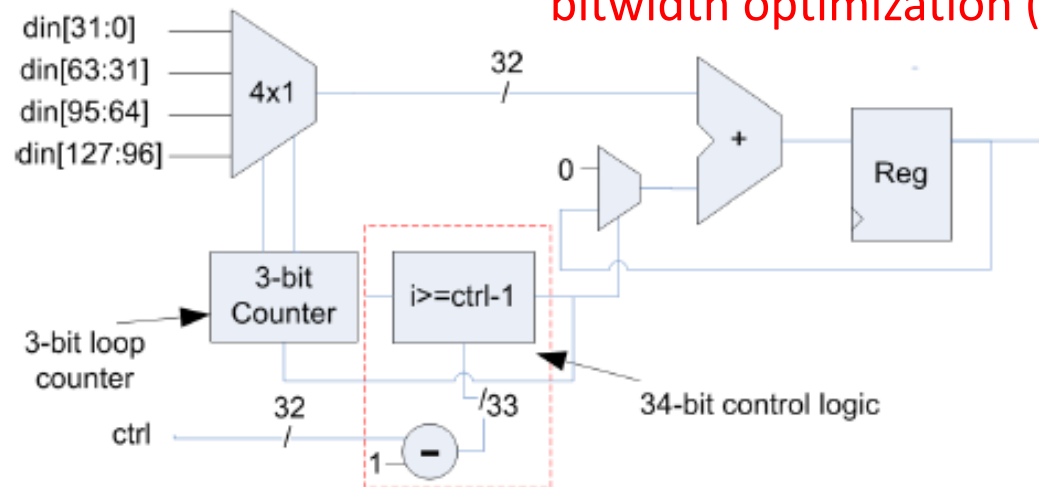 bitwidth optimization (
din[31:0]
din[63:31]
din[95:64]
din[127:96]
4x1
32
+
Reg
0
3-bit
Counter
i>=ctrl-1
3-bit loop
counter
34-bit control logic
32
33
ctrl
1
-